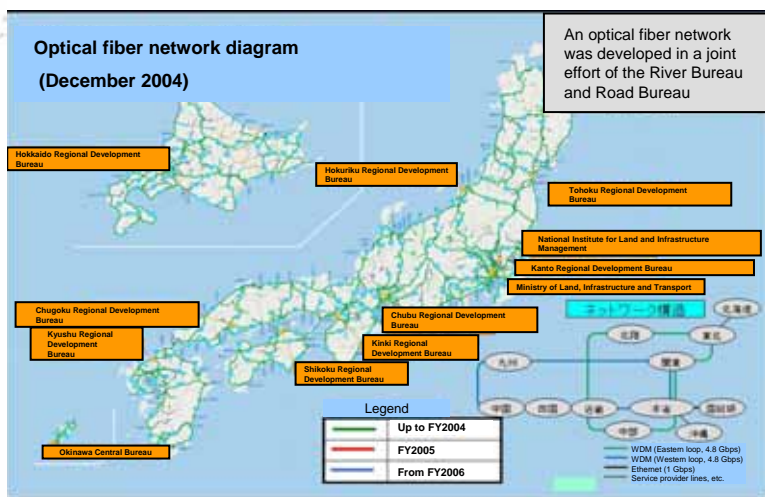 Optical fiber network diagram
(December 2004)
An optical fiber network
was developed in a joint
effort of the River Bureau
and Road Bureau
Hokkaido Regional Development
Bureau
Hokuriku Regional Development
Bureau
Tohoku Regional Development
Bureau
National Institute for Land and Infrastructure
Management
Kanto Regional Development Bureau
Ministry of Land, Infrastructure and Transport
Chugoku Regional Development
Bureau
Kyushu Regional
Development
Bureau
Chubu Regional Development
Bureau
Kinki Regional
Development Bureau
Shikoku Regional
Development Bureau
Okinawa Central Bureau
Legend
Up to FY2004
FY2005
From FY2006
ネットワーク構造
北海道
北陸
東北
九州
関東
中国
四国
近畿
本省
国総研
中部
沖縄
WDM (Eastern loop, 4.8 Gbps)
WDM (Western loop, 4.8 Gbps)
Ethernet (1 Gbps)
Service provider lines, etc.